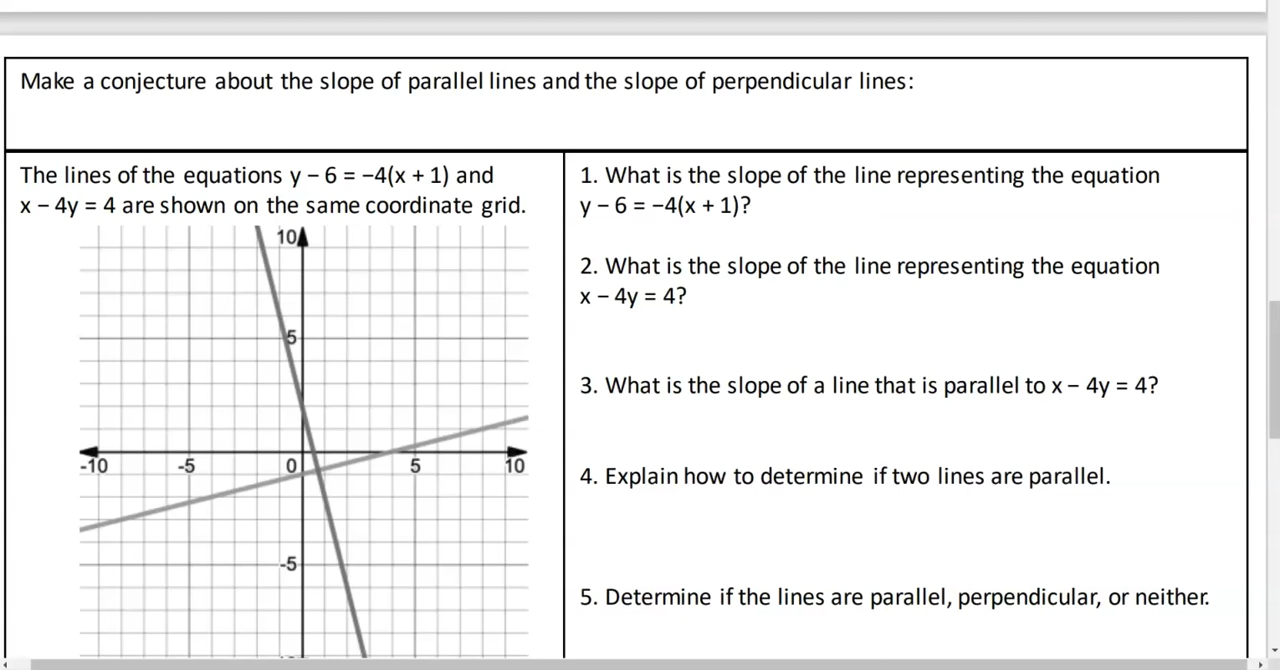 Make a conjecture about the slope of parallel lines and the slope of perpendicular lines:
The lines of the equations y – 6 = −4(x + 1) and
x – 4y = 4 are shown on the same coordinate grid.
10
5
-10
-5
0
5
10
-5
1. What is the slope of the line representing the equation
y – 6 = −4(x + 1)?
2. What is the slope of the line representing the equation
x – 4y = 4?
3. What is the slope of a line that is parallel to x – 4y = 4?
4. Explain how to determine if two lines are parallel.
5. Determine if the lines are parallel, perpendicular, or neither.